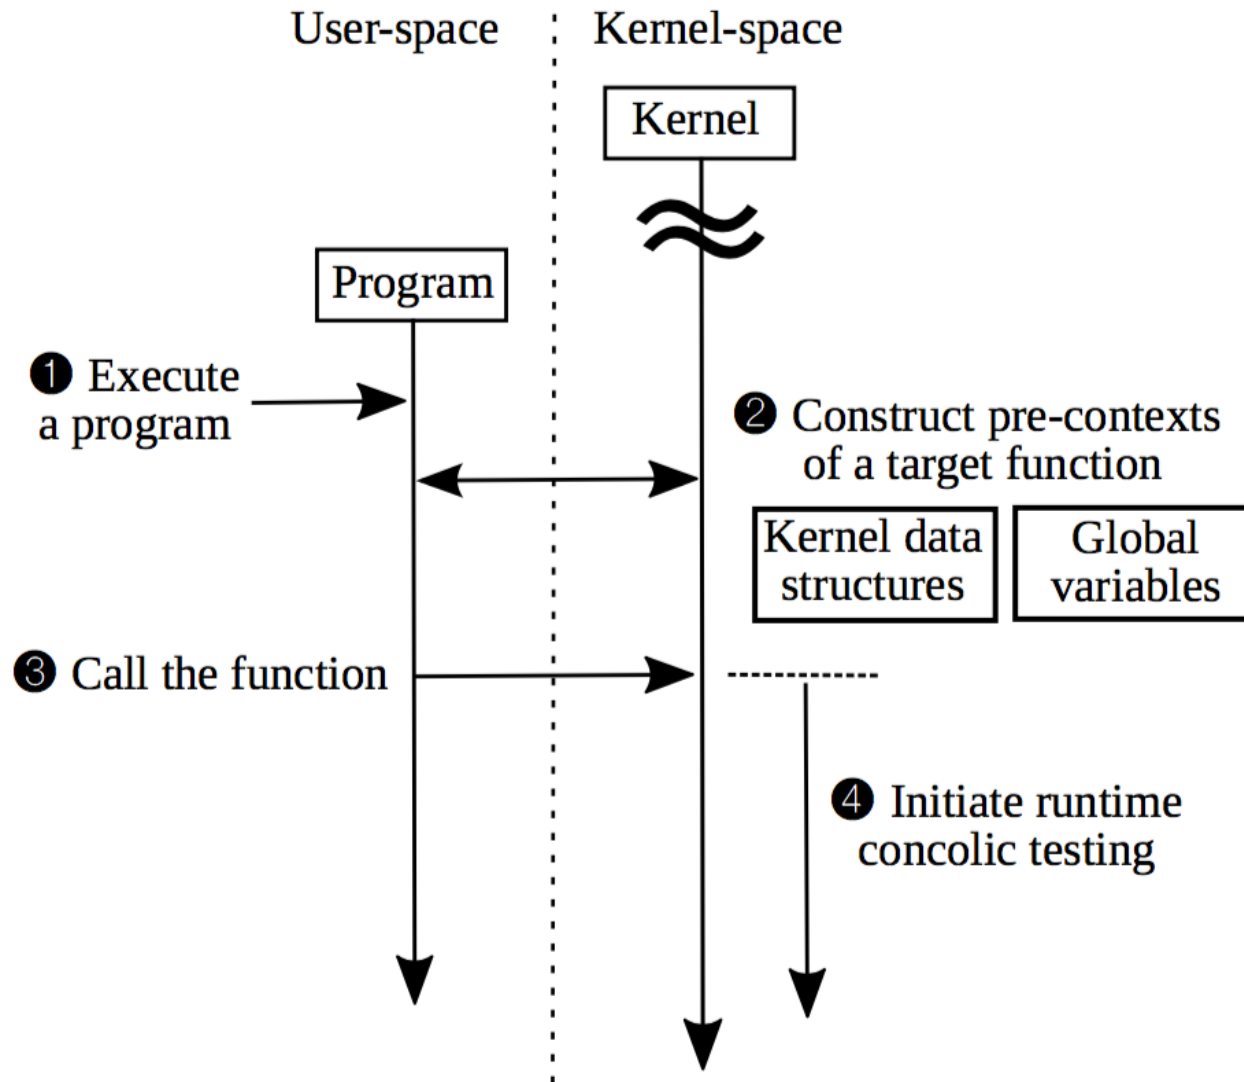 User-space
Kernel-space
Kernel
Program
❶ Execute
a program
❷ Construct pre-contexts
of a target function
Kernel data
structures
Global
variables
❸ Call the function
❹ Initiate runtime
concolic testing